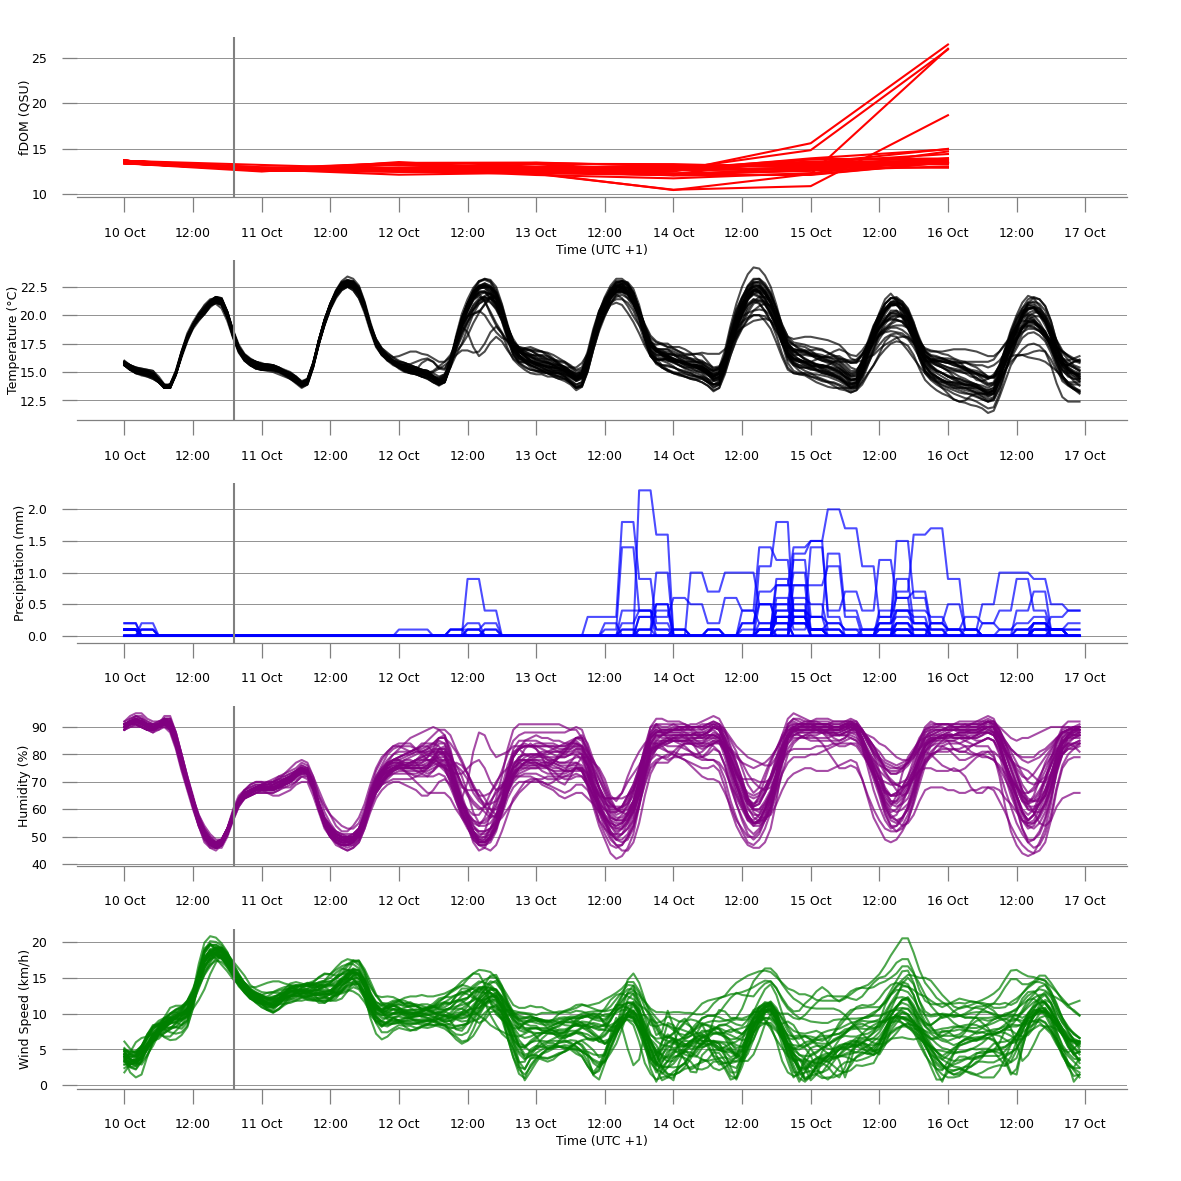 fDOM (QSU)
25
20
15
10
10 Oct 12:00 11 Oct 12:00 12 Oct 12:00 13 Oct 12:00 14 Oct 12:00 15 Oct 12:00 16 Oct 12:00 17 Oct
Time (UTC +1)
Temperature (°C)
22.5
20.0
17.5
15.0
12.5
10 Oct 12:00 11 Oct 12:00 12 Oct 12:00 13 Oct 12:00 14 Oct 12:00 15 Oct 12:00 16 Oct 12:00 17 Oct
Precipitation (mm)
2.0
1.5
1.0
0.5
0.0
10 Oct 12:00 11 Oct 12:00 12 Oct 12:00 13 Oct 12:00 14 Oct 12:00 15 Oct 12:00 16 Oct 12:00 17 Oct
Humidity (%)
90
80
70
60
50
40
10 Oct 12:00 11 Oct 12:00 12 Oct 12:00 13 Oct 12:00 14 Oct 12:00 15 Oct 12:00 16 Oct 12:00 17 Oct
Wind Speed (km/h)
20
15
10
5
0
10 Oct 12:00 11 Oct 12:00 12 Oct 12:00 13 Oct 12:00 14 Oct 12:00 15 Oct 12:00 16 Oct 12:00 17 Oct
Time (UTC +1)